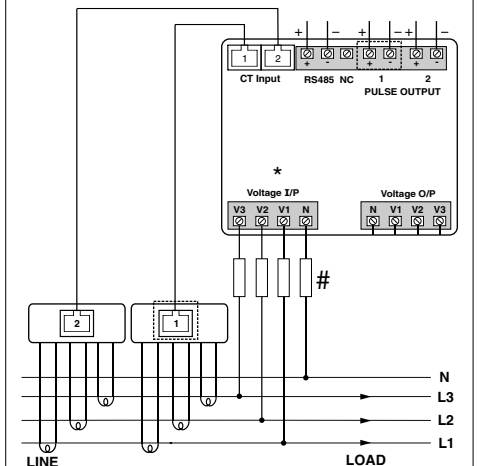 + − + − + −
1 2
+ - + - + -
CT Input RS485 NC 1 2
PULSE OUTPUT
*
Voltage I/P Voltage O/P
V3 V2 V1 N N V1 V2 V3
#
2 1
N
L3
L2
L1
LINE LOAD